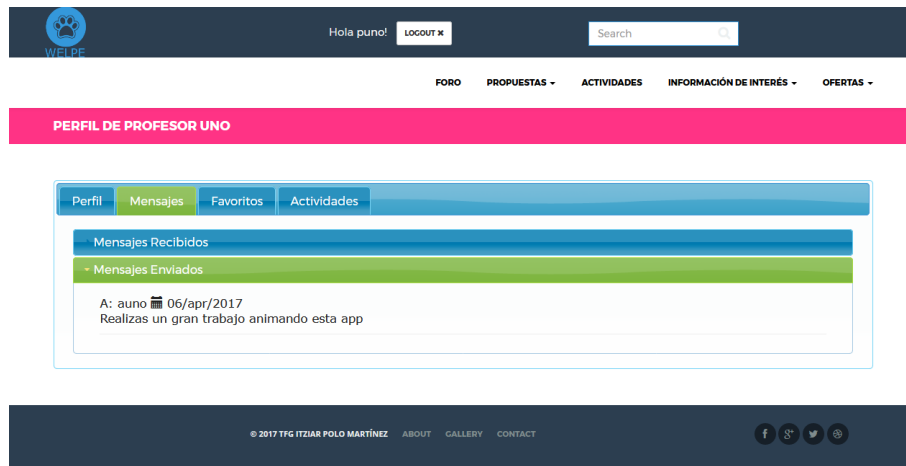 WELPE
Hola puno! LOGOUT ✖ Search
FORO PROPUESTAS ACTIVIDADES INFORMACIÓN DE INTERÉS OFERTAS
PERFIL DE PROFESOR UNO
Perfil Mensajes Favoritos Actividades
Mensajes Recibidos
Mensajes Enviados
A: auno 06/apr/2017
Realizas un gran trabajo animando esta app
© 2017 TFG ITZIAR POLO MARTÍNEZ ABOUT GALLERY CONTACT